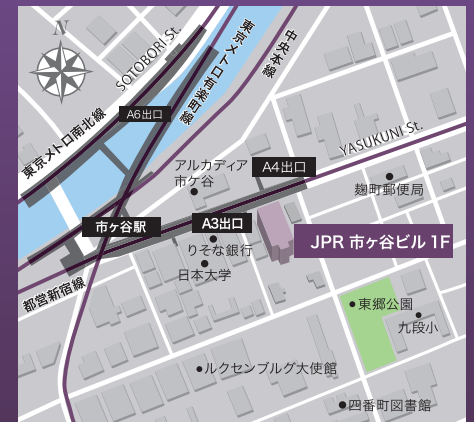 N
SOTOBORI St.
東京メトロ有楽町線
中央本線
A6出口
東京メトロ南北線
YASUKUNI St.
アルカディア
市ケ谷
A4出口
麹町郵便局
市ヶ谷駅
A3出口
りそな銀行
JPR 市ヶ谷ビル 1F
日本大学
都営新宿線
東郷公園
九段小
ルクセンブルグ大使館
四番町図書館